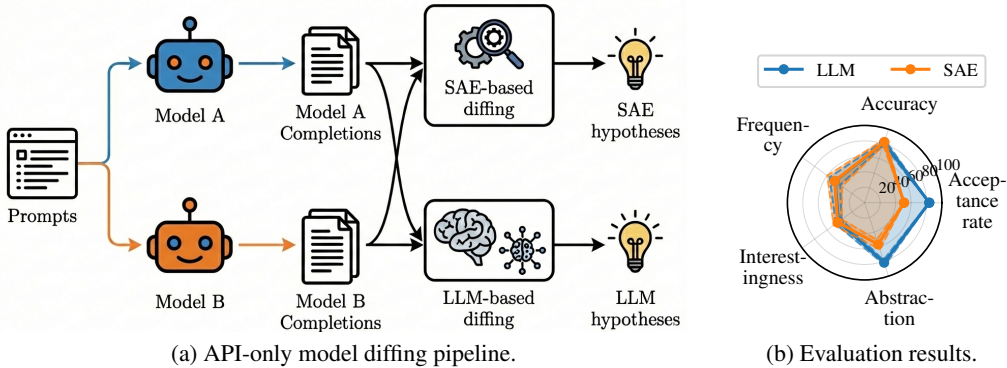 Prompts
Model A
Model B
Model A
Completions
Model B
Completions
SAE-based
diffing
LLM-based
diffing
SAE
hypotheses
LLM
hypotheses
(a) API-only model diffing pipeline.
LLM
SAE
Accuracy
Frequen-
cy
20
40
60
80
100
Accep-
tance
rate
Interest-
ingness
Abstrac-
tion
(b) Evaluation results.